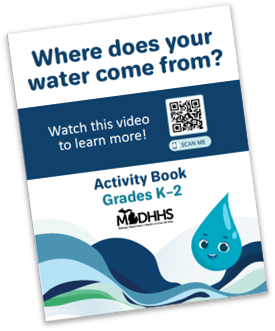 Where does your
water come from?
Watch this video
to learn more!
SCAN ME
Activity Book
Grades K–2
MDHHS